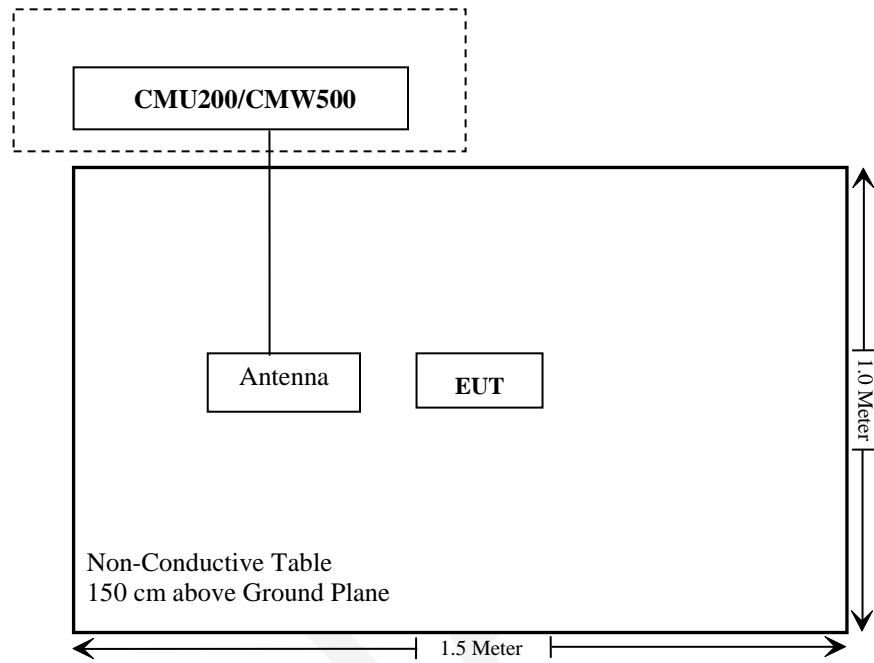 CMU200/CMW500
Antenna
EUT
1.0 Meter
Non-Conductive Table
150 cm above Ground Plane
1.5 Meter